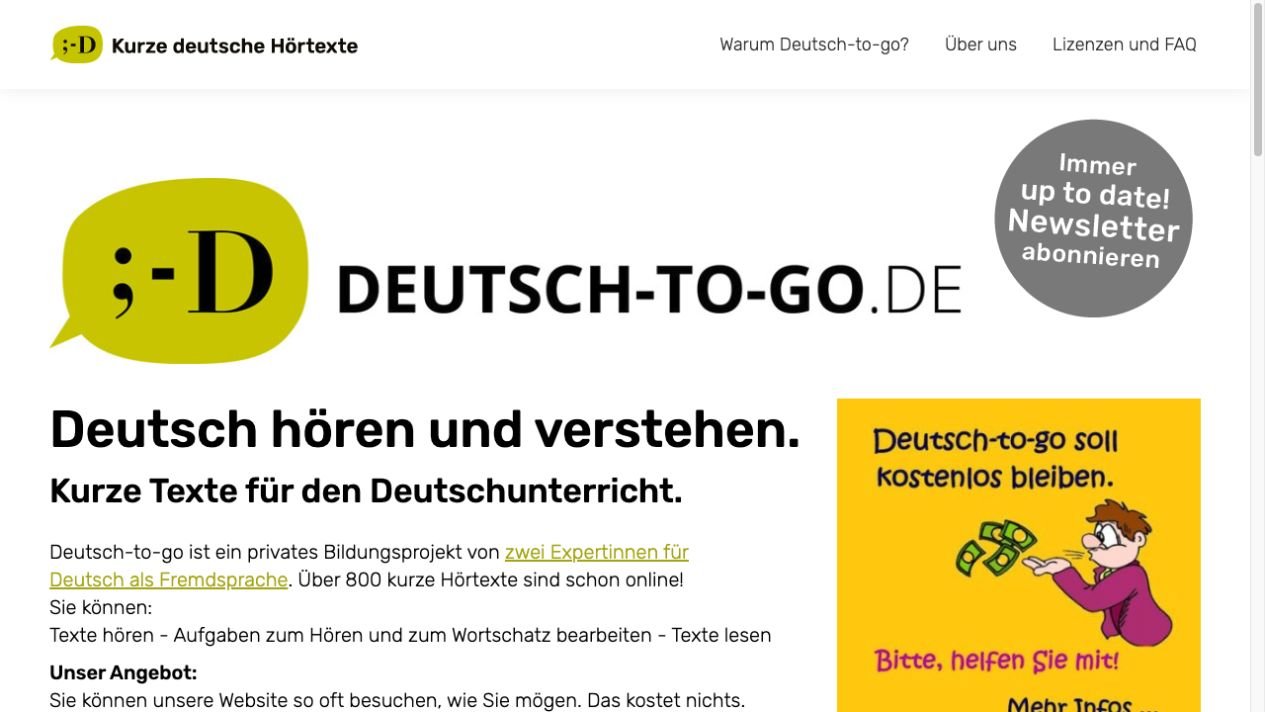 ;-D Kurze deutsche Hörtexte
Warum Deutsch-to-go? Über uns Lizenzen und FAQ
Immer
up to date!
Newsletter
abonnieren
;-D DEUTSCH-TO-GO.DE
Deutsch hören und verstehen.
Kurze Texte für den Deutschunterricht.
Deutsch-to-go ist ein privates Bildungsprojekt von zwei Expertinnen für
Deutsch als Fremdsprache. Über 800 kurze Hörtexte sind schon online!
Sie können:
Texte hören - Aufgaben zum Hören und zum Wortschatz bearbeiten - Texte lesen
Unser Angebot:
Sie können unsere Website so oft besuchen, wie Sie mögen. Das kostet nichts.
Deutsch-to-go soll
kostenlos bleiben.
Bitte, helfen Sie mit!
Mehr Infos ...